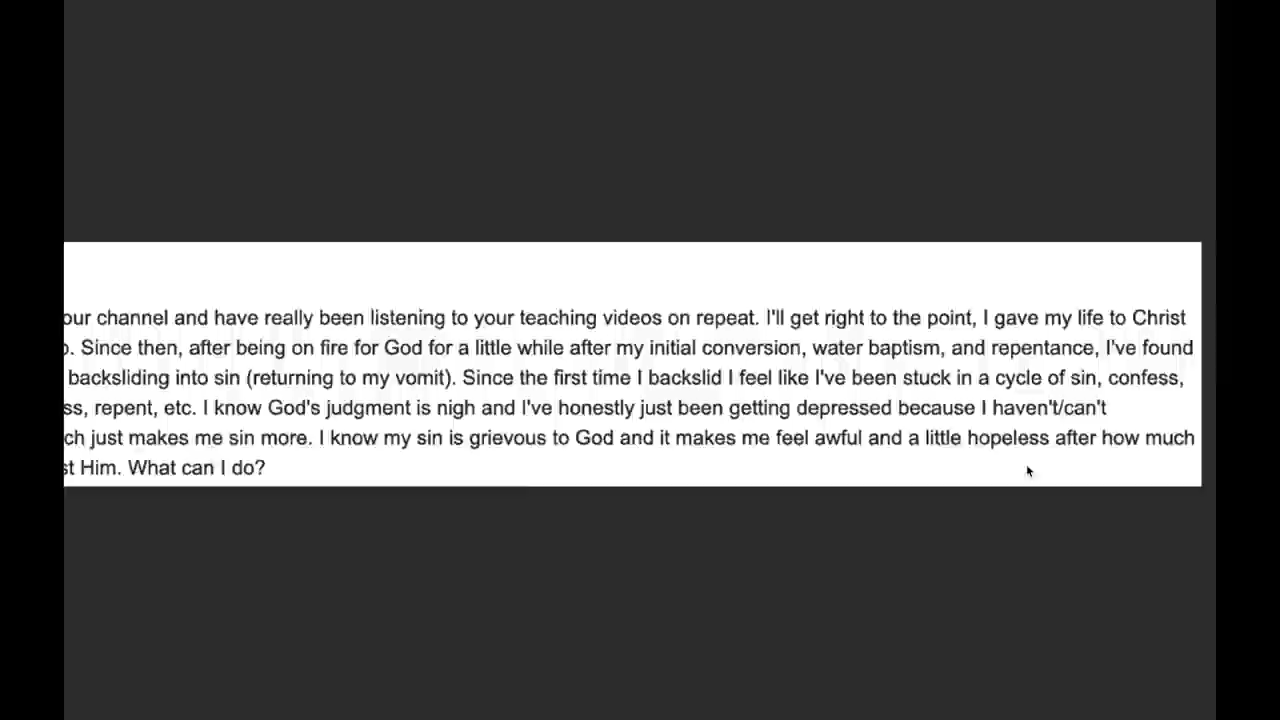 our channel and have really been listening to your teaching videos on repeat. I'll get right to the point, I gave my life to Christ
Since then, after being on fire for God for a little while after my initial conversion, water baptism, and repentance, I've found
backsliding into sin (returning to my vomit). Since the first time I backslid I feel like I've been stuck in a cycle of sin, confess,
ss, repent, etc. I know God's judgment is nigh and I've honestly just been getting depressed because I haven't/can't
ch just makes me sin more. I know my sin is grievous to God and it makes me feel awful and a little hopeless after how much
st Him. What can I do?